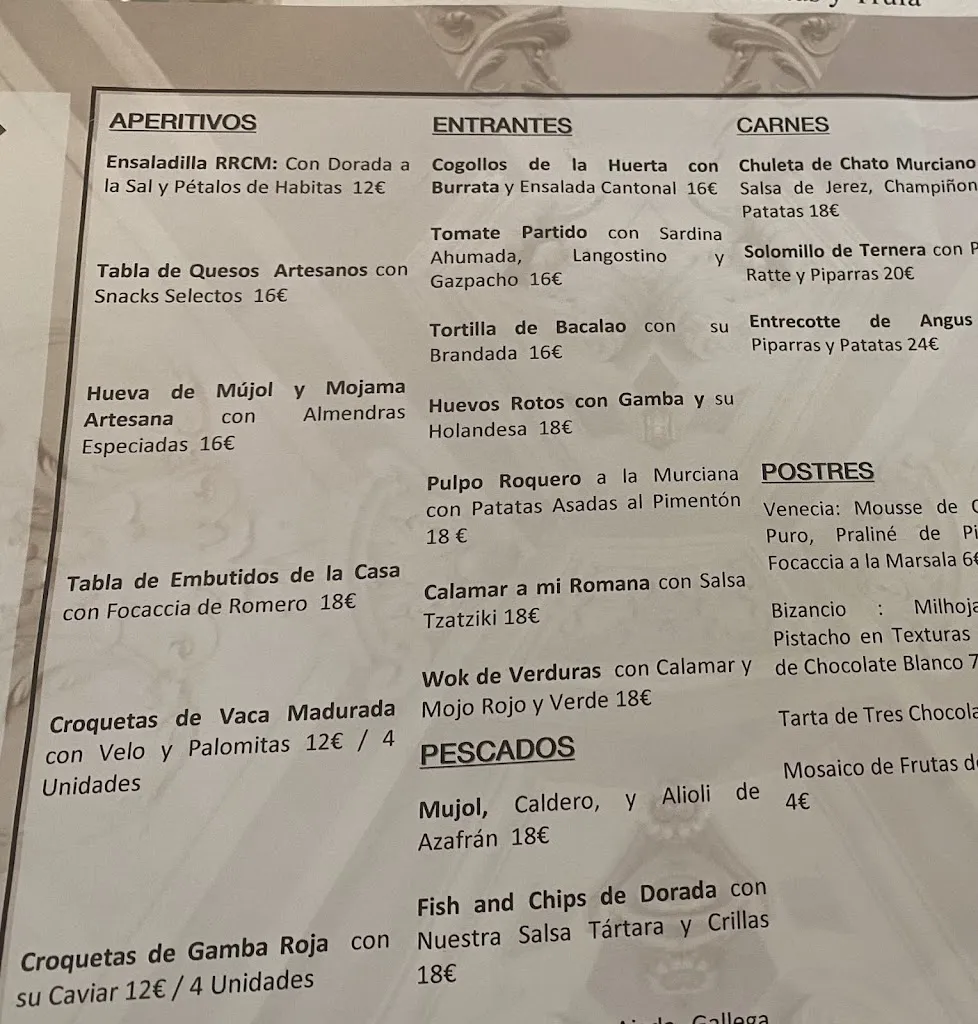 APERITIVOS
Ensaladilla RRCM: Con Dorada a
la Sal y Pétalos de Habitas 12€
Tabla de Quesos Artesanos con
Snacks Selectos 16€
Hueva de Mújol y Mojama
Artesana con Almendras
Especiadas 16€
Tabla de Embutidos de la Casa
con Focaccia de Romero 18€
Croquetas de Vaca Madurada
con Velo y Palomitas 12€ / 4
Unidades
Croquetas de Gamba Roja con
su Caviar 12€ / 4 Unidades
ENTRANTES
Cogollos de la Huerta con
Burrata y Ensalada Cantonal 16€
Tomate Partido con Sardina
Ahumada, Langostino y
Gazpacho 16€
Tortilla de Bacalao con su
Brandada 16€
Huevos Rotos con Gamba y su
Holandesa 18€
Pulpo Roquero a la Murciana
con Patatas Asadas al Pimentón
18 €
Calamar a mi Romana con Salsa
Tzatziki 18€
Wok de Verduras con Calamar y
Mojo Rojo y Verde 18€
PESCADOS
Mujol, Caldero, y Alioli de
Azafrán 18€
Fish and Chips de Dorada con
Nuestra Salsa Tártara y Crillas
18€
Gallega
CARNES
Chuleta de Chato Murciano
Salsa de Jerez, Champiñon
Patatas 18€
Solomillo de Ternera con P
Ratte y Piparras 20€
Entrecotte de Angus
Piparras y Patatas 24€
POSTRES
Venecia: Mousse de C
Puro, Praliné de Pi
Focaccia a la Marsala 6€
Bizancio : Milhoja
Pistacho en Texturas
de Chocolate Blanco 7
Tarta de Tres Chocola
Mosaico de Frutas de
4€